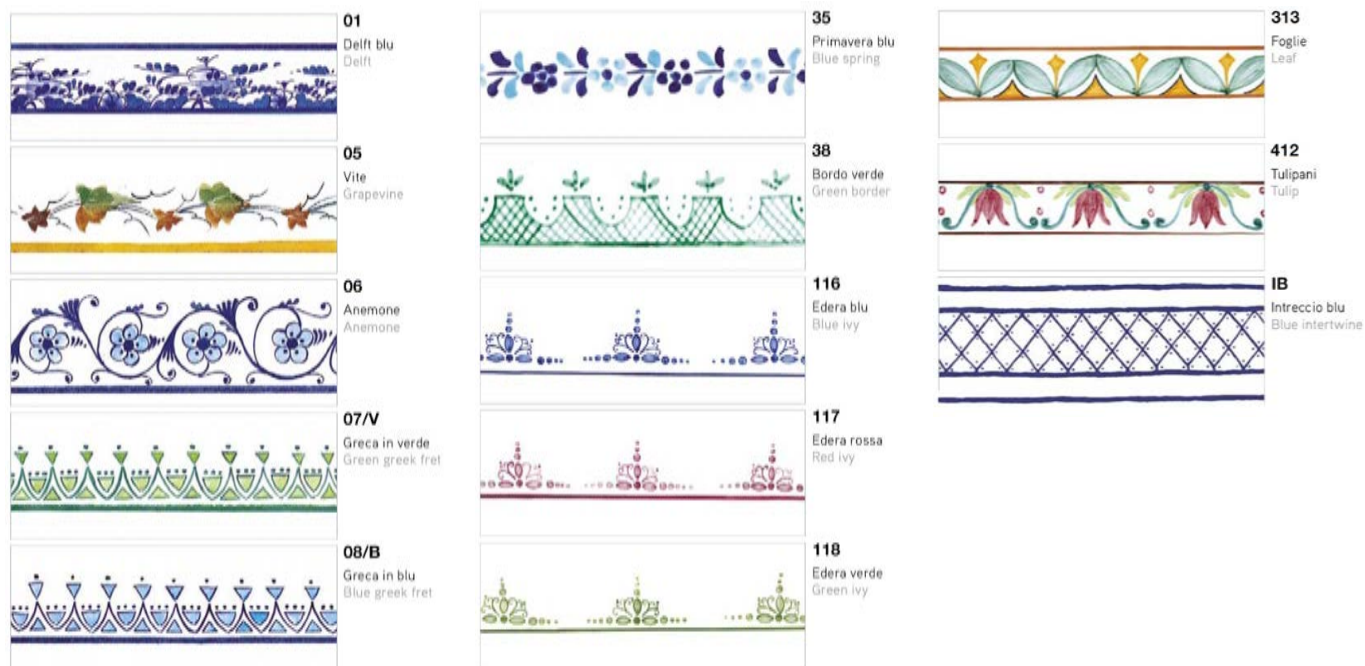 01
Delft blu
Delft
05
Vite
Grapevine
06
Anemone
Anemone
07/V
Greca in verde
Green greek fret
08/B
Greca in blu
Blue greek fret
35
Primavera blu
Blue spring
38
Bordo verde
Green border
116
Edera blu
Blue ivy
117
Edera rossa
Red ivy
118
Edera verde
Green ivy
313
Foglie
Leaf
412
Tulipani
Tulip
IB
Intreccio blu
Blue intertwine